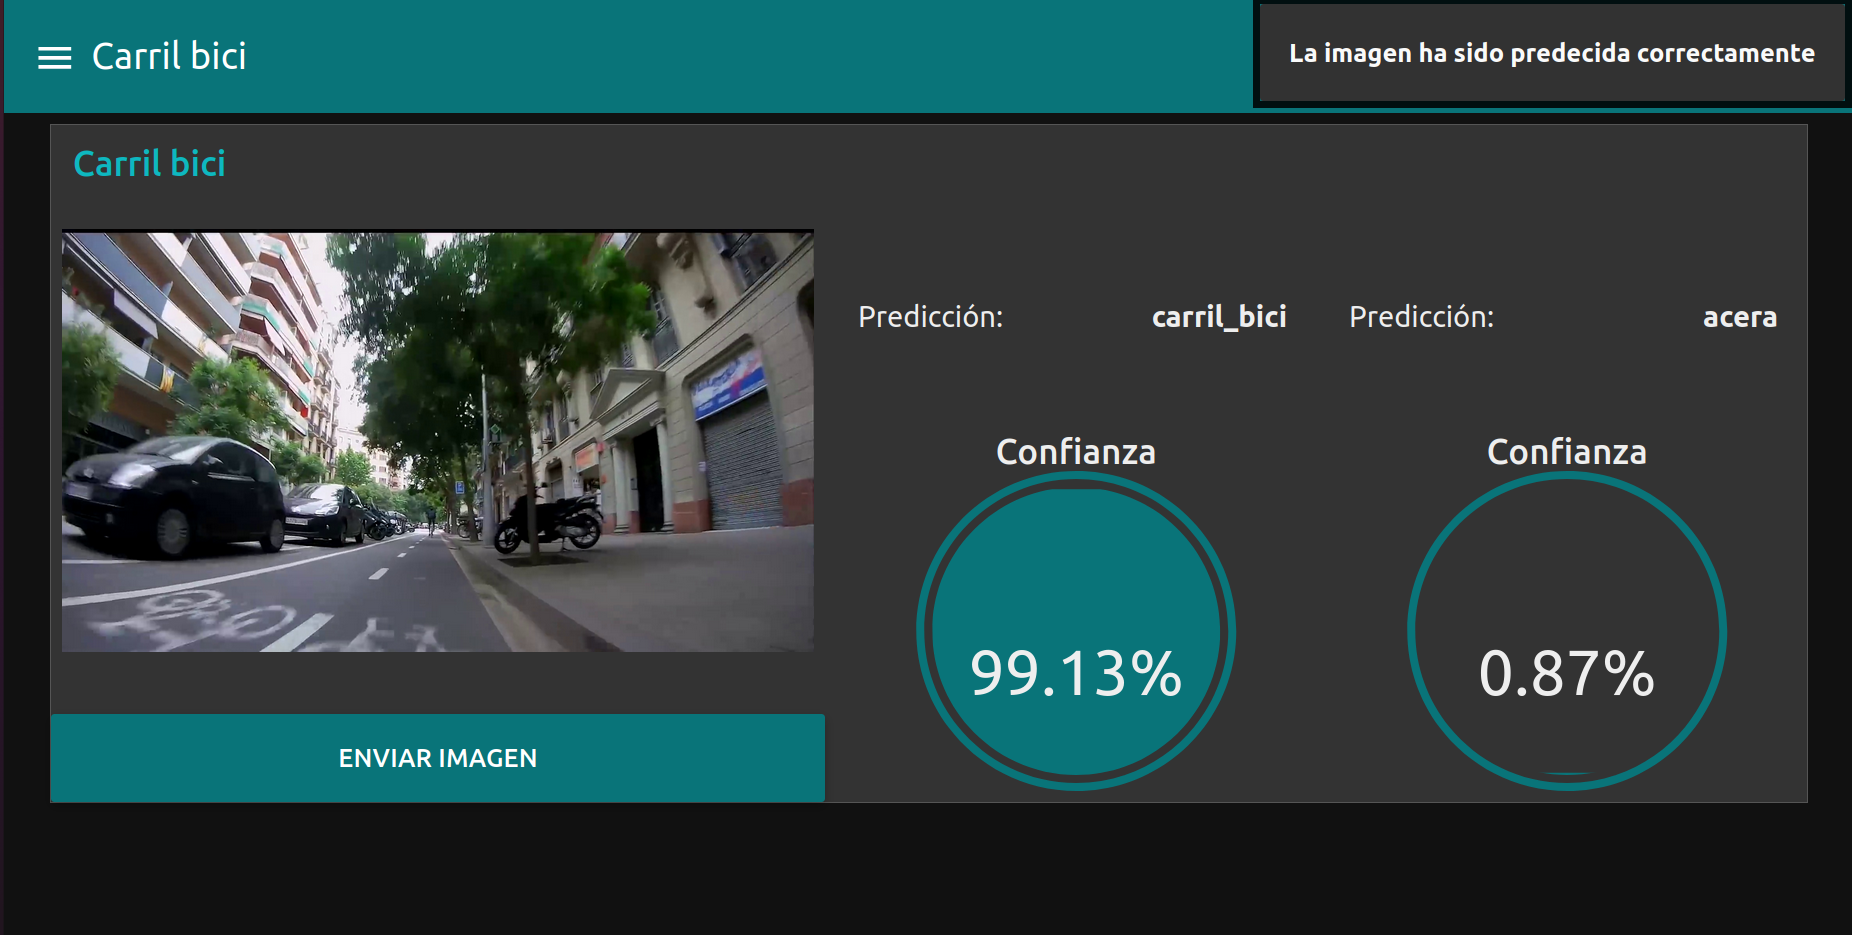 Carril bici
La imagen ha sido predecida correctamente
Carril bici
Predicción:
carril_bici
Predicción:
acera
Confianza
99.13%
Confianza
0.87%
ENVIAR IMAGEN